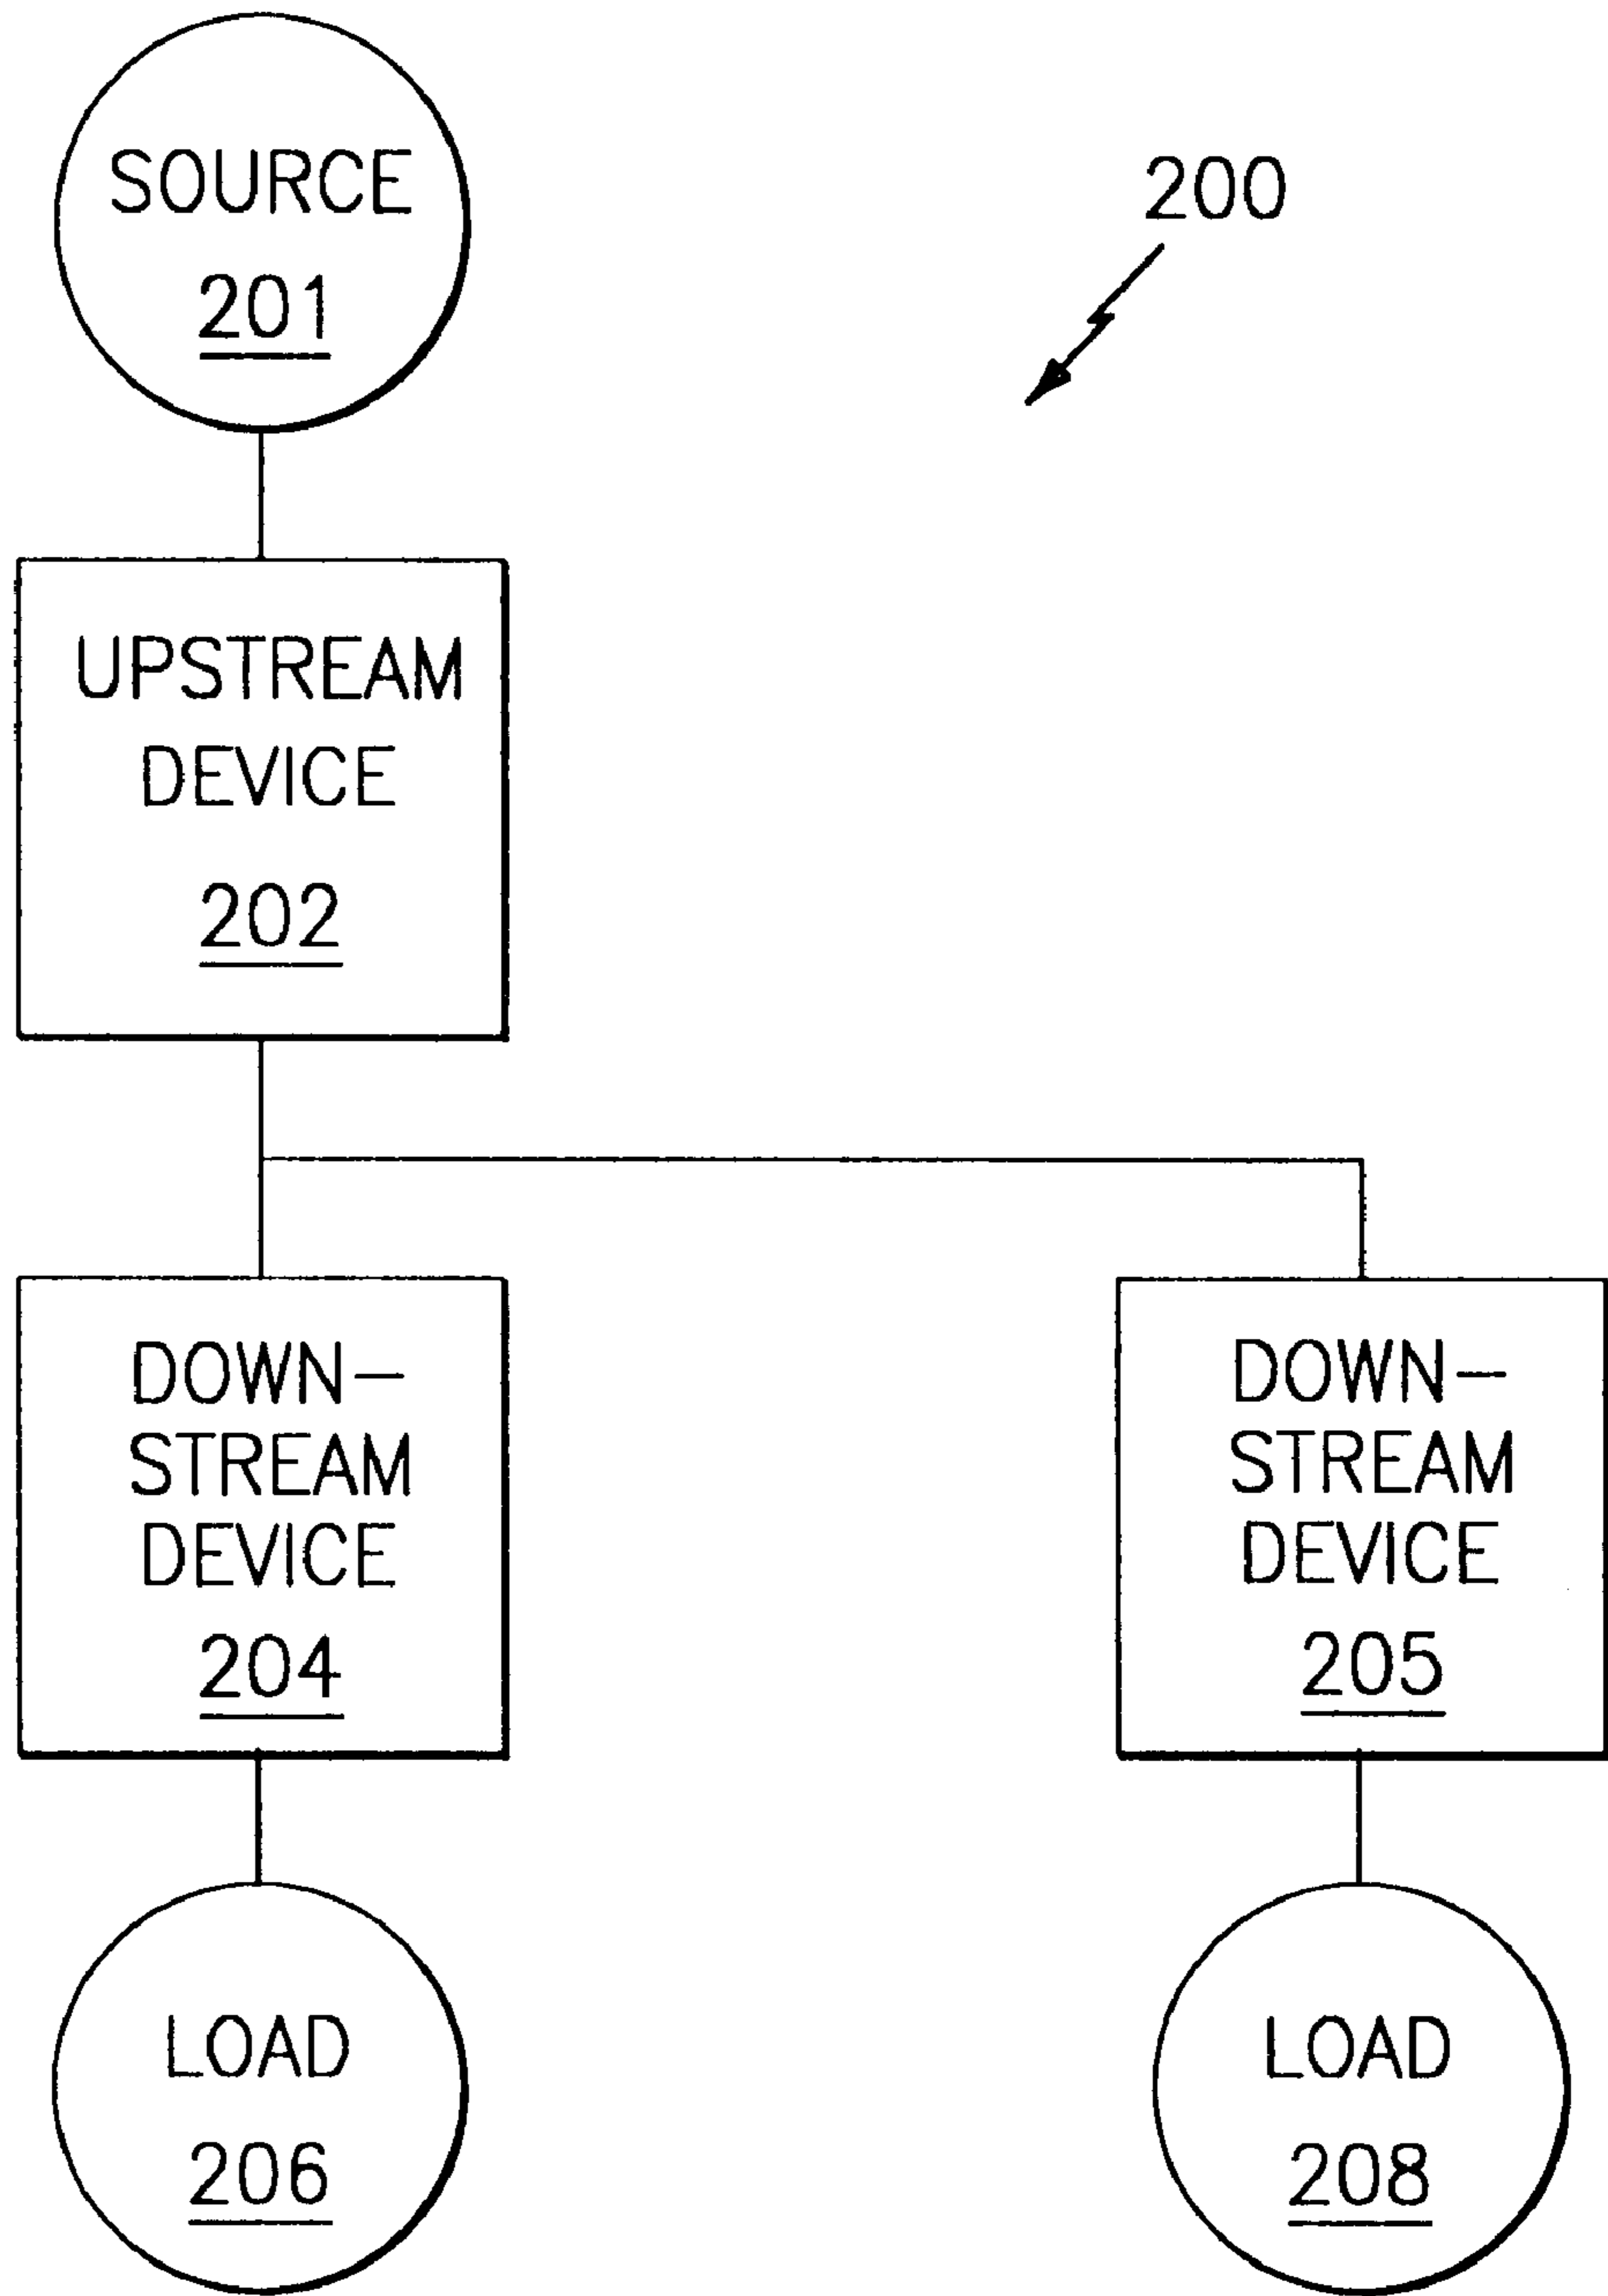 SOURCE
201
200
UPSTREAM
DEVICE
202
DOWN-
STREAM
DEVICE
204
DOWN-
STREAM
DEVICE
205
LOAD
206
LOAD
208